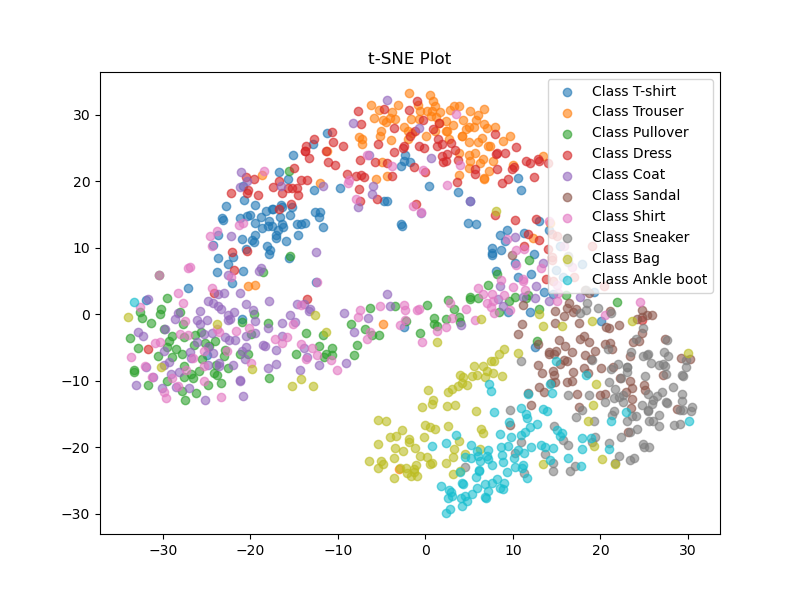 t-SNE Plot
Class T-shirt
Class Trouser
Class Pullover
Class Dress
Class Coat
Class Sandal
Class Shirt
Class Sneaker
Class Bag
Class Ankle boot
30
20
10
0
−10
−20
−30
−30 −20 −10 0 10 20 30